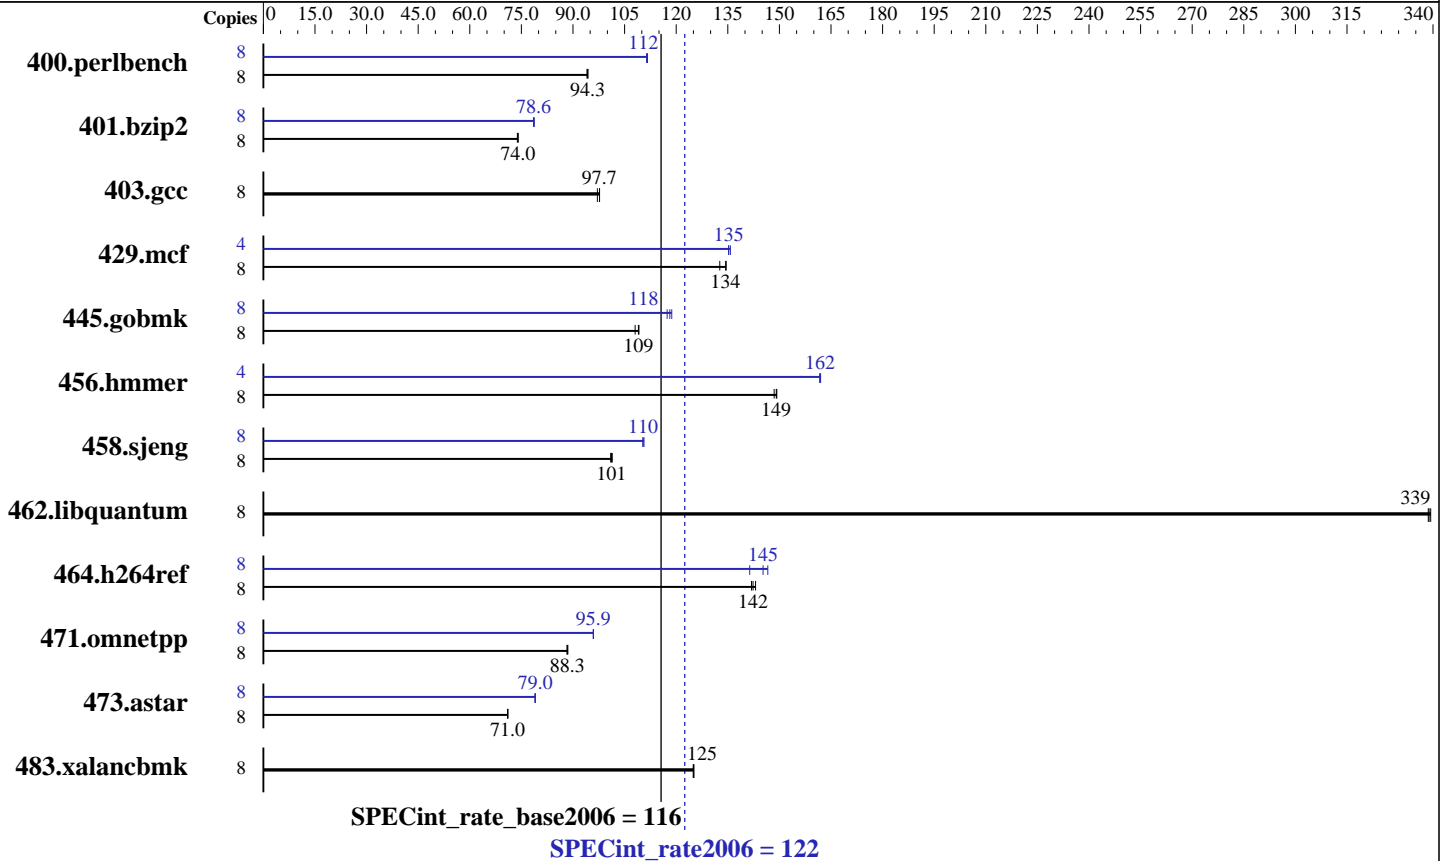 Copies 0 15.0 30.0 45.0 60.0 75.0 90.0 105 120 135 150 165 180 195 210 225 240 255 270 285 300 315 340
400.perlbench 8 112
8 94.3
401.bzip2 8 78.6
8 74.0
403.gcc 8 97.7
429.mcf 4 135
8 134
445.gobmk 8 118
8 109
456.hmmer 4 162
8 149
458.sjeng 8 110
8 101
462.libquantum 8 339
464.h264ref 8 145
8 142
471.omnetpp 8 95.9
8 88.3
473.astar 8 79.0
8 71.0
483.xalancbmk 8 125
SPECint_rate_base2006 = 116
SPECint_rate2006 = 122